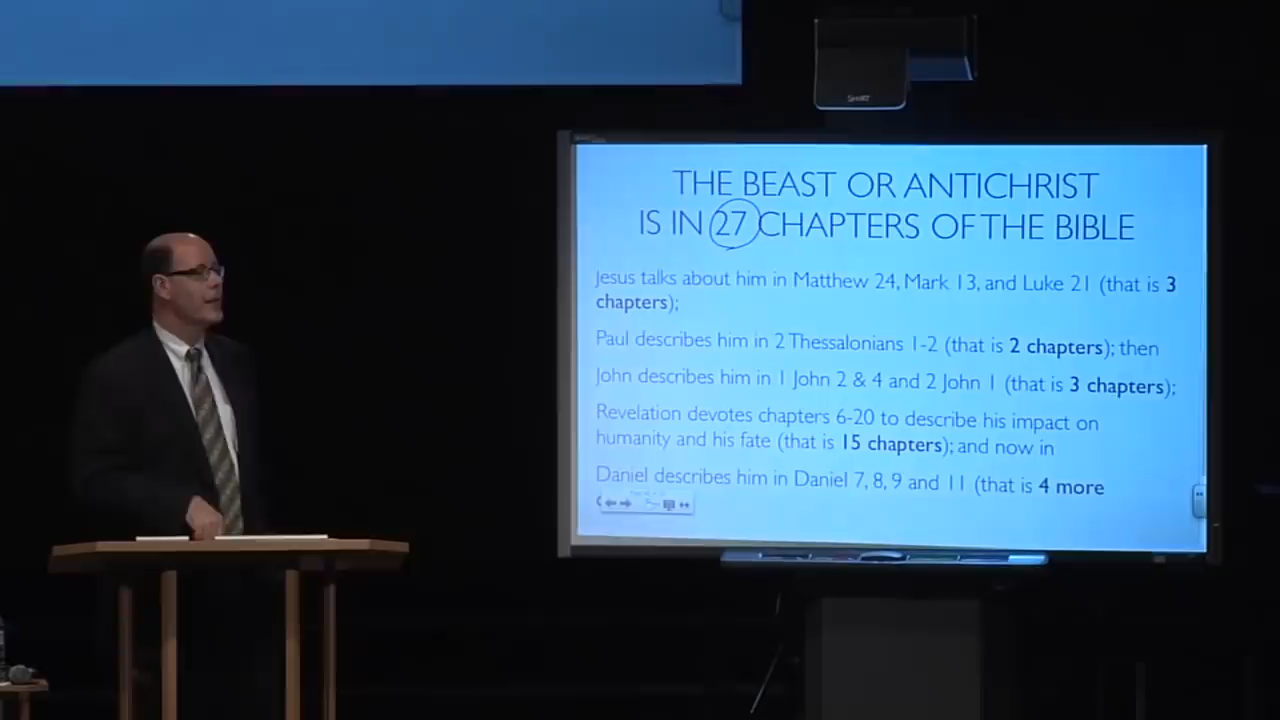 SMART
THE BEAST OR ANTICHRIST
IS IN 27 CHAPTERS OF THE BIBLE
Jesus talks about him in Matthew 24, Mark 13, and Luke 21 (that is 3
chapters);
Paul describes him in 2 Thessalonians 1-2 (that is 2 chapters); then
John describes him in 1 John 2 & 4 and 2 John 1 (that is 3 chapters);
Revelation devotes chapters 6-20 to describe his impact on
humanity and his fate (that is 15 chapters); and now in
Daniel describes him in Daniel 7, 8, 9 and 11 (that is 4 more